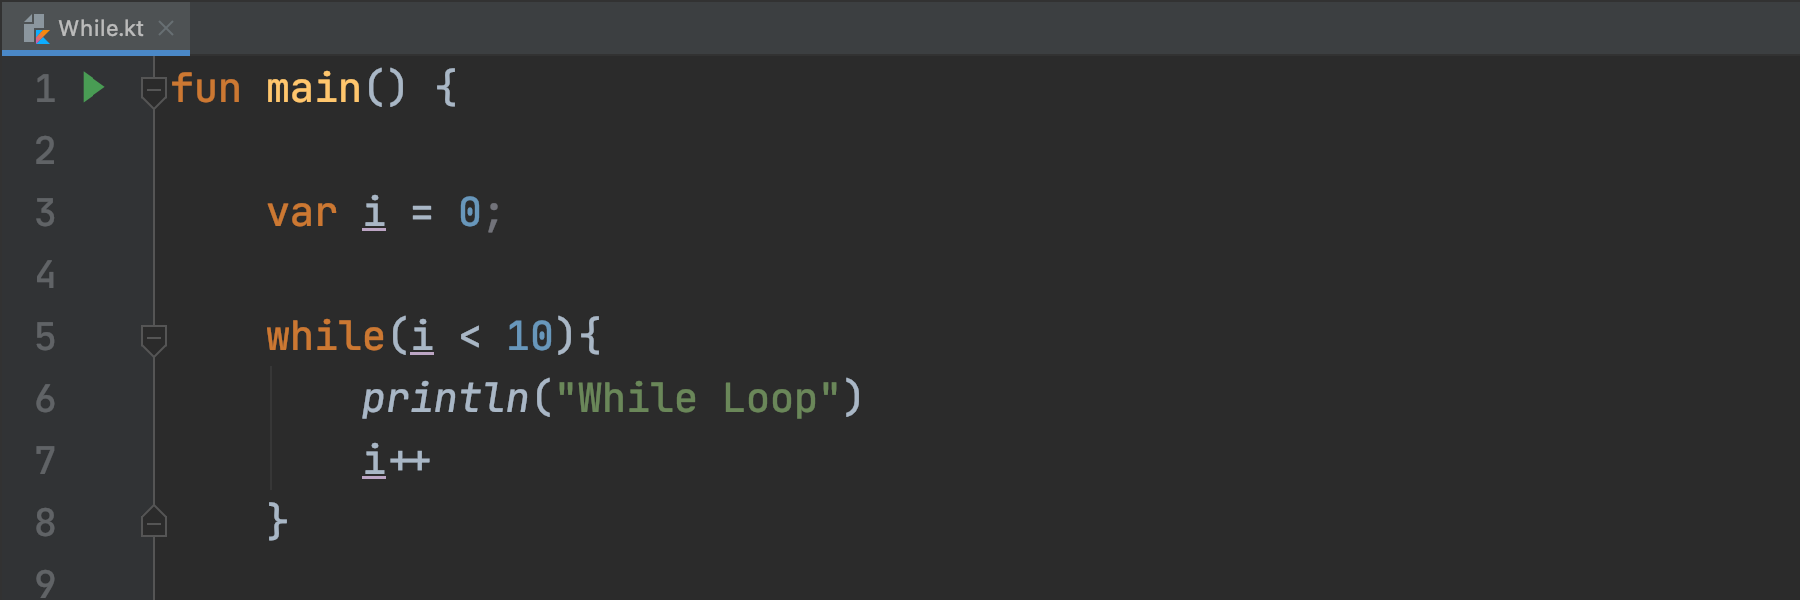 While.kt
1 fun main() {
2
3 var i = 0;
4
5 while(i < 10){
6 println("While Loop")
7 i++
8 }
9